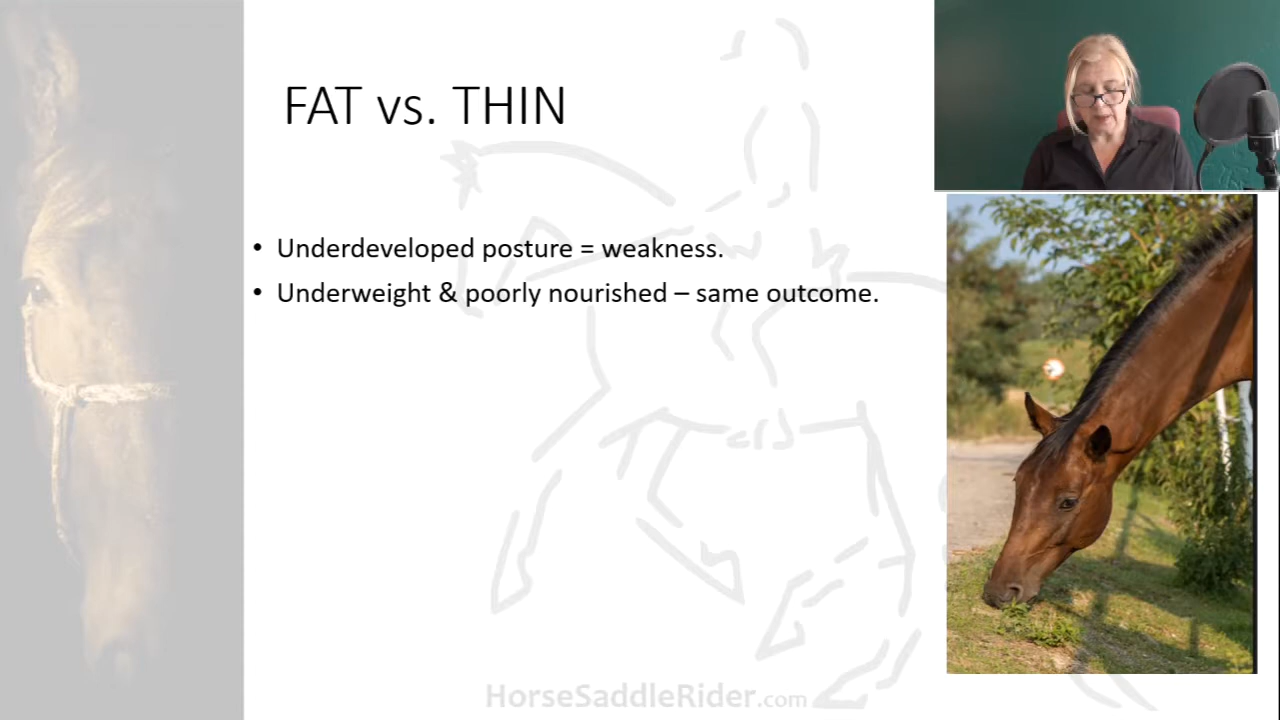 FAT vs. THIN
• Underdeveloped posture = weakness.
• Underweight & poorly nourished – same outcome.
HorseSaddleRider.com